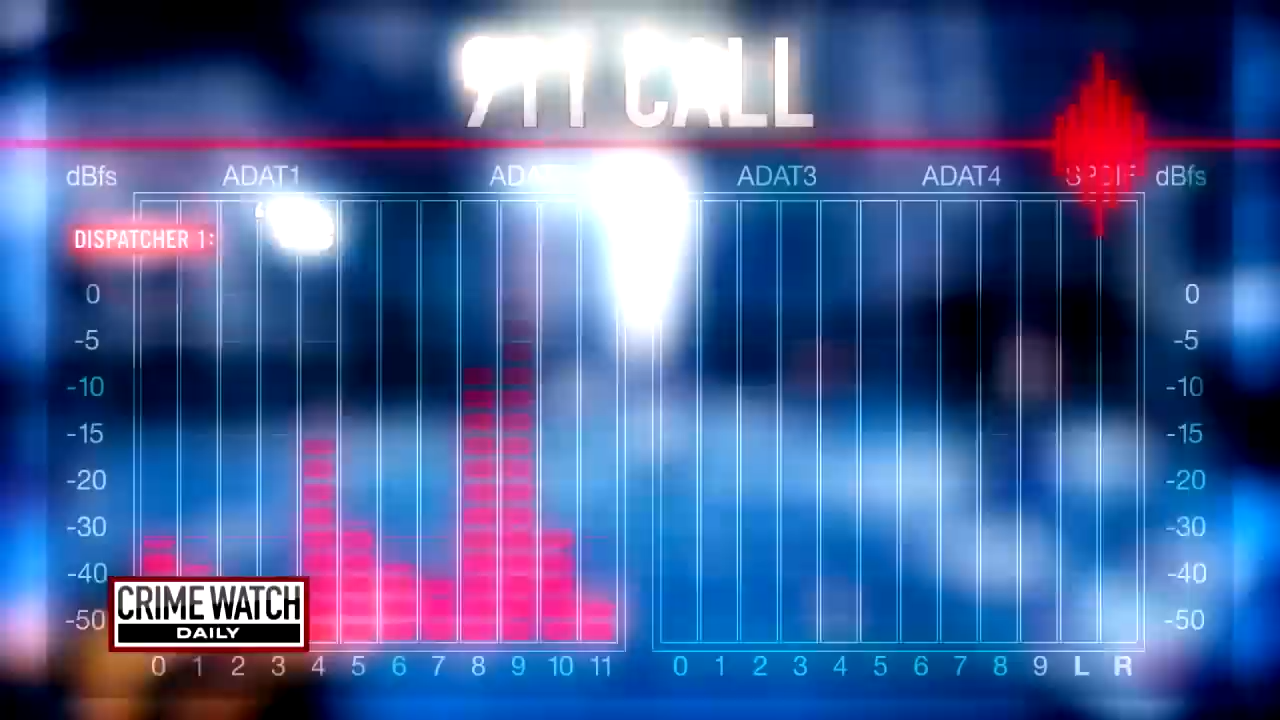 911 CALL
dBfs ADAT1 ADAT3 ADAT4 SPDIF dBfs
DISPATCHER 1:
0 0
-5 -5
-10 -10
-15 -15
-20 -20
-30 -30
-40 -40
-50 -50
CRIME WATCH
DAILY
0 1 2 3 4 5 6 7 8 9 10 11 0 1 2 3 4 5 6 7 8 9 L R